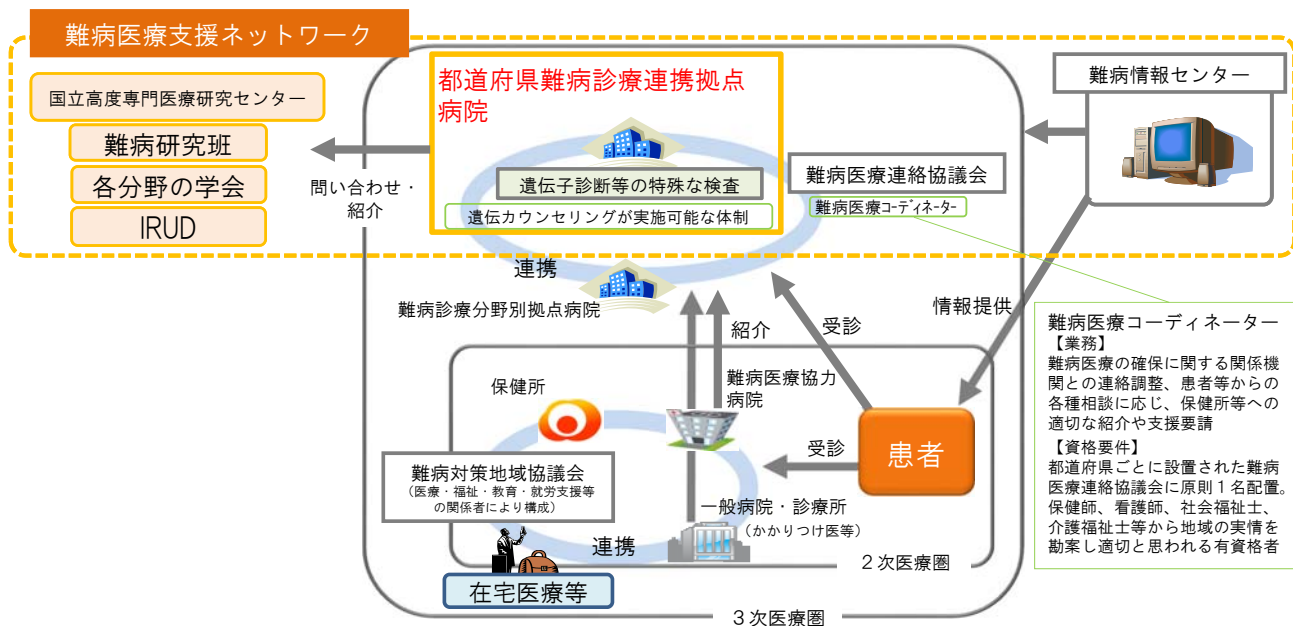 難病医療支援ネットワーク
国立高度専門医療研究センター
難病研究班
各分野の学会
IRUD
問い合わせ・
紹介
都道府県難病診療連携拠点
病院
遺伝子診断等の特殊な検査
遺伝カウンセリングが実施可能な体制
難病医療連絡協議会
難病医療ｺｰﾃﾞｨﾈｰﾀｰ
難病情報センター
連携
難病診療分野別拠点病院
紹介
受診
情報提供
難病医療コーディネーター
【業務】
難病医療の確保に関する関係機
関との連絡調整、患者等からの
各種相談に応じ、保健所等への
適切な紹介や支援要請
【資格要件】
都道府県ごとに設置された難病
医療連絡協議会に原則１名配置。
保健師、看護師、社会福祉士、
介護福祉士等から地域の実情を
勘案し適切と思われる有資格者
保健所
難病医療協力
病院
患者
受診
難病対策地域協議会
（医療・福祉・教育・就労支援等
の関係者により構成）
一般病院・診療所
（かかりつけ医等）
連携
２次医療圏
在宅医療等
３次医療圏